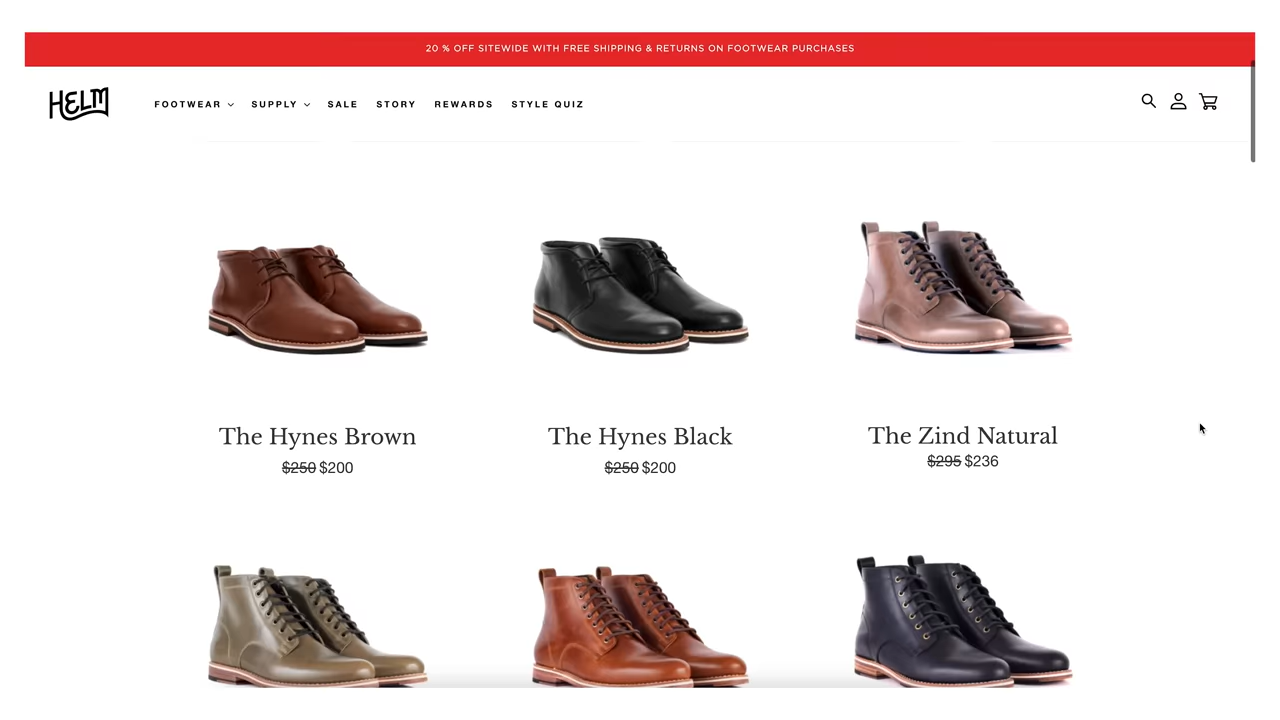 20 % OFF SITEWIDE WITH FREE SHIPPING & RETURNS ON FOOTWEAR PURCHASES
HELM
FOOTWEAR SUPPLY SALE STORY REWARDS STYLE QUIZ
The Hynes Brown
$250 $200
The Hynes Black
$250 $200
The Zind Natural
$295 $236